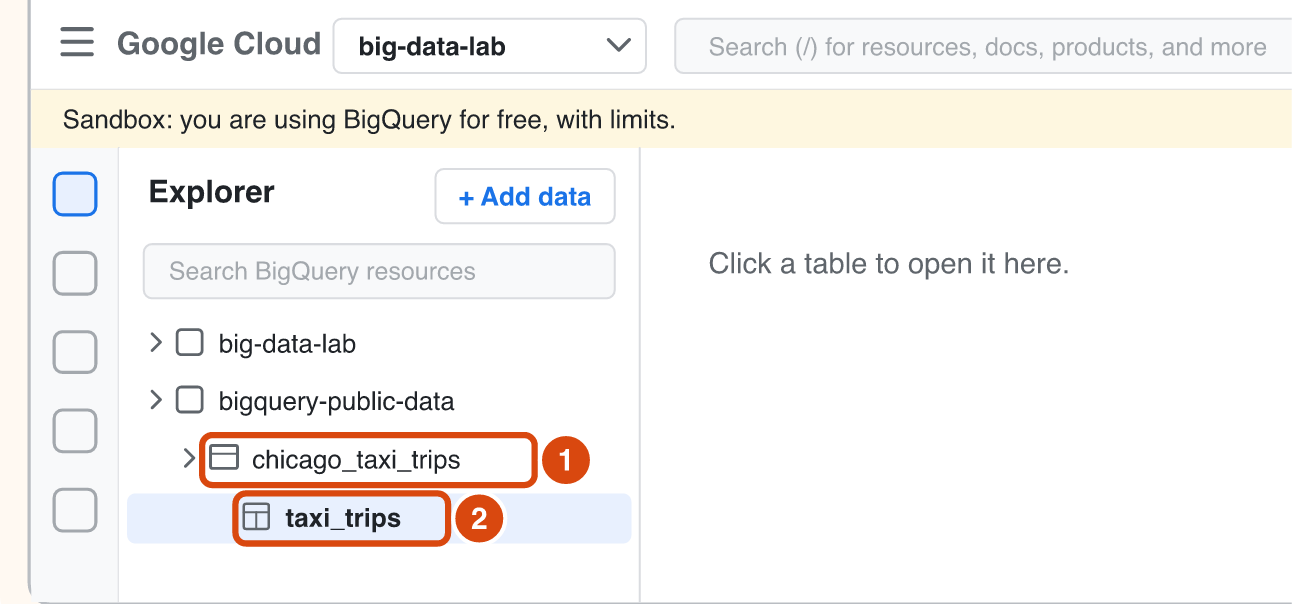 Google Cloud big-data-lab Search (/) for resources, docs, products, and more
Sandbox: you are using BigQuery for free, with limits.
Explorer + Add data
Search BigQuery resources
Click a table to open it here.
big-data-lab
bigquery-public-data
chicago_taxi_trips 1
taxi_trips 2